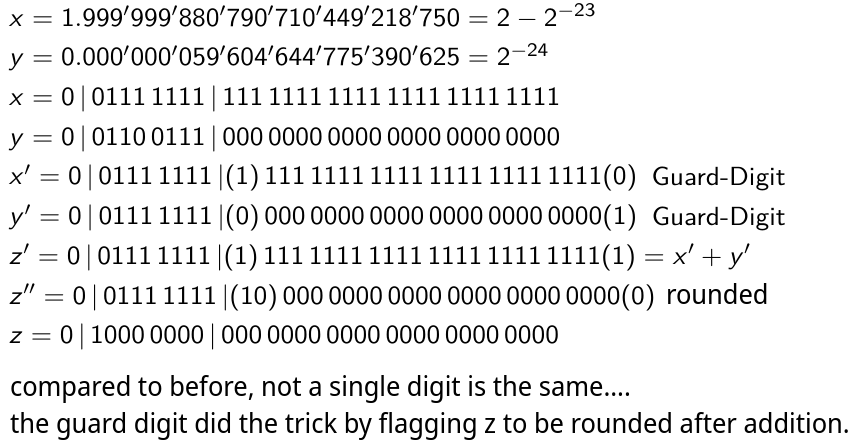 x = 1.999′999′880′790′710′449′218′750 = 2 − 2⁻²³
y = 0.000′000′059′604′644′775′390′625 = 2⁻²⁴
x = 0 | 0111 1111 | 111 1111 1111 1111 1111 1111
y = 0 | 0110 0111 | 000 0000 0000 0000 0000 0000
x′ = 0 | 0111 1111 |(1) 111 1111 1111 1111 1111 1111(0) Guard-Digit
y′ = 0 | 0111 1111 |(0) 000 0000 0000 0000 0000 0000(1) Guard-Digit
z′ = 0 | 0111 1111 |(1) 111 1111 1111 1111 1111 1111(1) = x′ + y′
z′′ = 0 | 0111 1111 |(10) 000 0000 0000 0000 0000 0000(0) rounded
z = 0 | 1000 0000 | 000 0000 0000 0000 0000 0000
compared to before, not a single digit is the same....
the guard digit did the trick by flagging z to be rounded after addition.